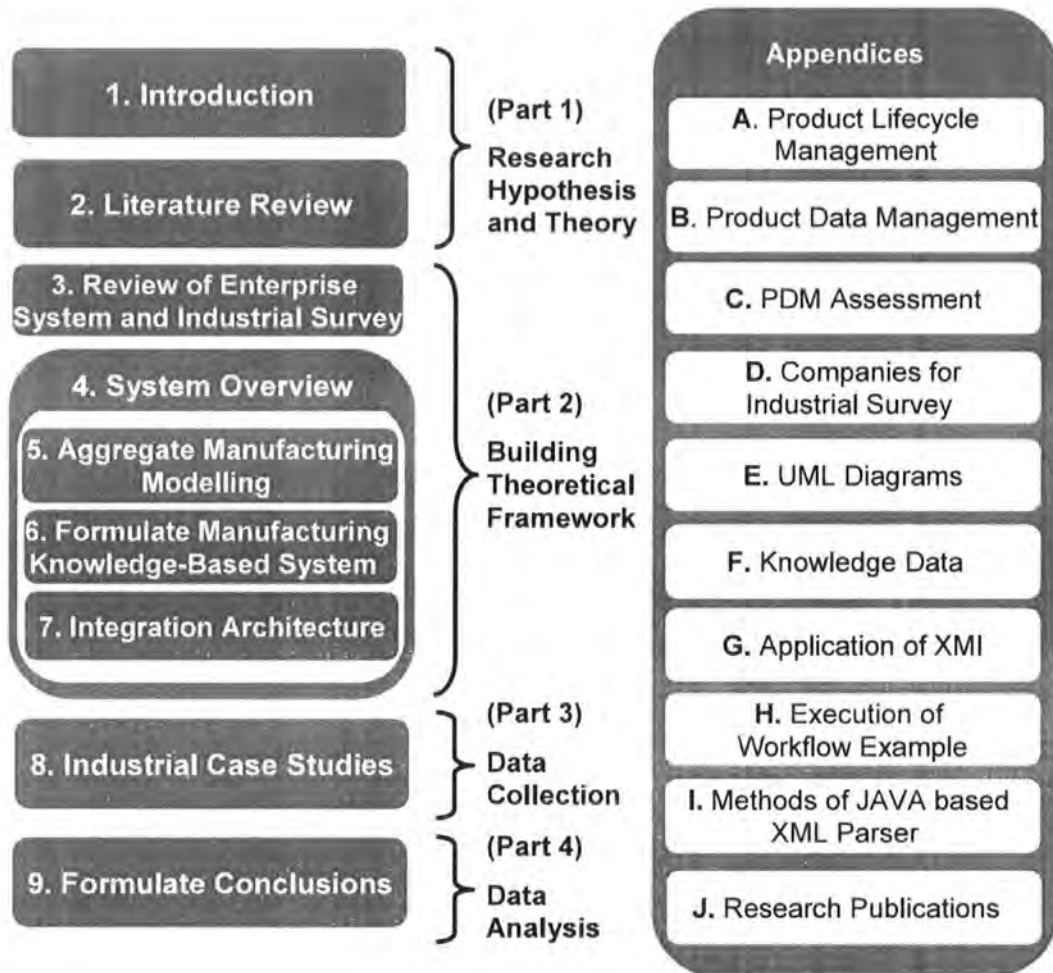 1. Introduction
2. Literature Review
(Part 1)
Research
Hypothesis
and Theory
3. Review of Enterprise
System and Industrial Survey
4. System Overview
5. Aggregate Manufacturing
Modelling
6. Formulate Manufacturing
Knowledge-Based System
7. Integration Architecture
(Part 2)
Building
Theoretical
Framework
8. Industrial Case Studies
(Part 3)
Data
Collection
9. Formulate Conclusions
(Part 4)
Data
Analysis
Appendices
A. Product Lifecycle
Management
B. Product Data Management
C. PDM Assessment
D. Companies for
Industrial Survey
E. UML Diagrams
F. Knowledge Data
G. Application of XMI
H. Execution of
Workflow Example
I. Methods of JAVA based
XML Parser
J. Research Publications